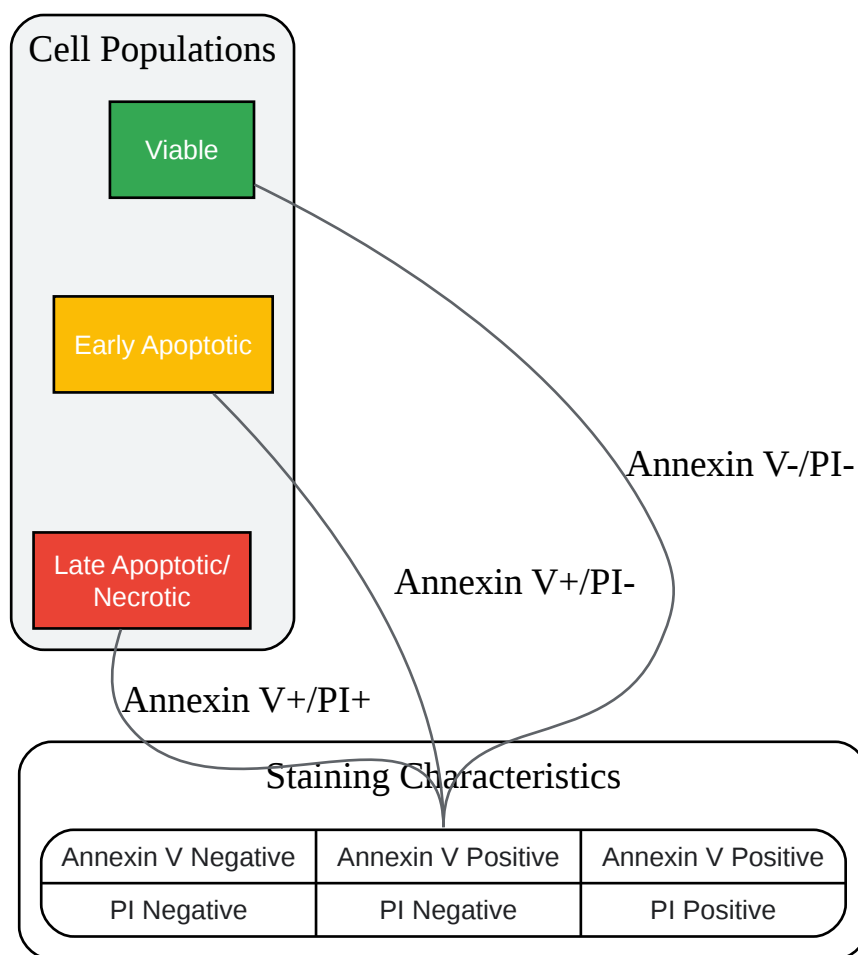 Cell Populations
Viable
Early Apoptotic
Annexin V-/PI-
Late Apoptotic/
Necrotic
Annexin V+/PI-
Annexin V+/PI+
Staining Characteristics
Annexin V Negative
Annexin V Positive
Annexin V Positive
PI Negative
PI Negative
PI Positive